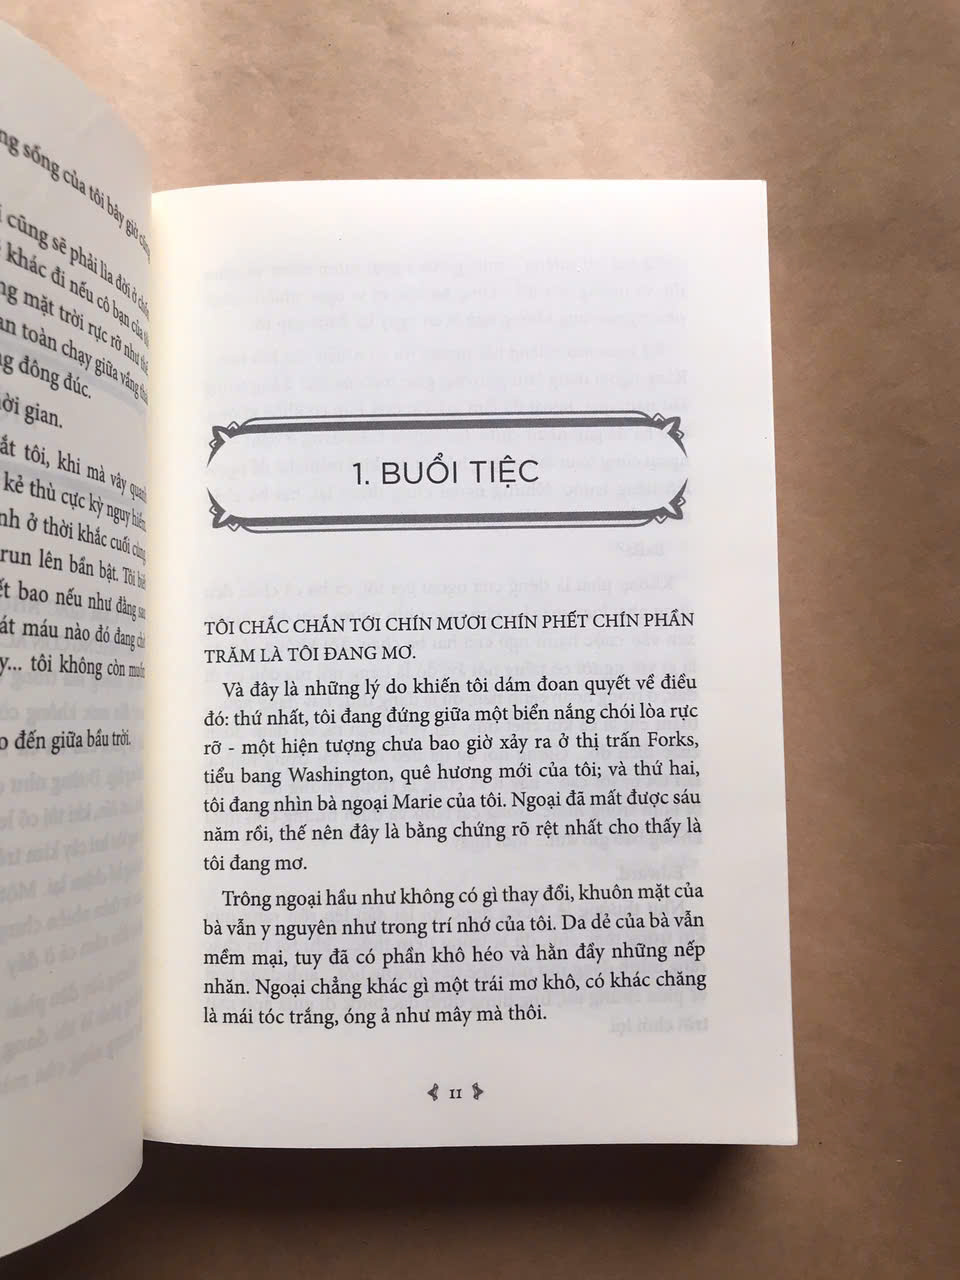 sống của tôi bây giờ
cũng sẽ phải lìa đời ở
khác đi nếu cô bạn của
mặt trời rực rỡ như thế
toàn chạy giữa vầng
đông đúc.
gian.
tôi, khi mà vây quanh
kẻ thù cực kỳ nguy hiểm
ở thời khắc cuối cùng
run lên bần bật. Tôi
bao nếu như đằng sau
máu nào đó đang
tôi không còn muốn
đến giữa bầu trời.
1. BUỔI TIỆC
TÔI CHẮC CHẮN TỚI CHÍN MƯƠI CHÍN PHẾT CHÍN PHẦN
TRĂM LÀ TÔI ĐANG MƠ.
Và đây là những lý do khiến tôi dám đoan quyết về điều
đó: thứ nhất, tôi đang đứng giữa một biển nắng chói lòa rực
rỡ - một hiện tượng chưa bao giờ xảy ra ở thị trấn Forks,
tiểu bang Washington, quê hương mới của tôi; và thứ hai,
tôi đang nhìn bà ngoại Marie của tôi. Ngoại đã mất được sáu
năm rồi, thế nên đây là bằng chứng rõ rệt nhất cho thấy là
tôi đang mơ.
Trông ngoại hầu như không có gì thay đổi, khuôn mặt của
bà vẫn y nguyên như trong trí nhớ của tôi. Da dẻ của bà vẫn
mềm mại, tuy đã có phần khô héo và hằn đầy những nếp
nhăn. Ngoại chẳng khác gì một trái mơ khô, có khác chăng
là mái tóc trắng, óng ả như mây mà thôi.
11